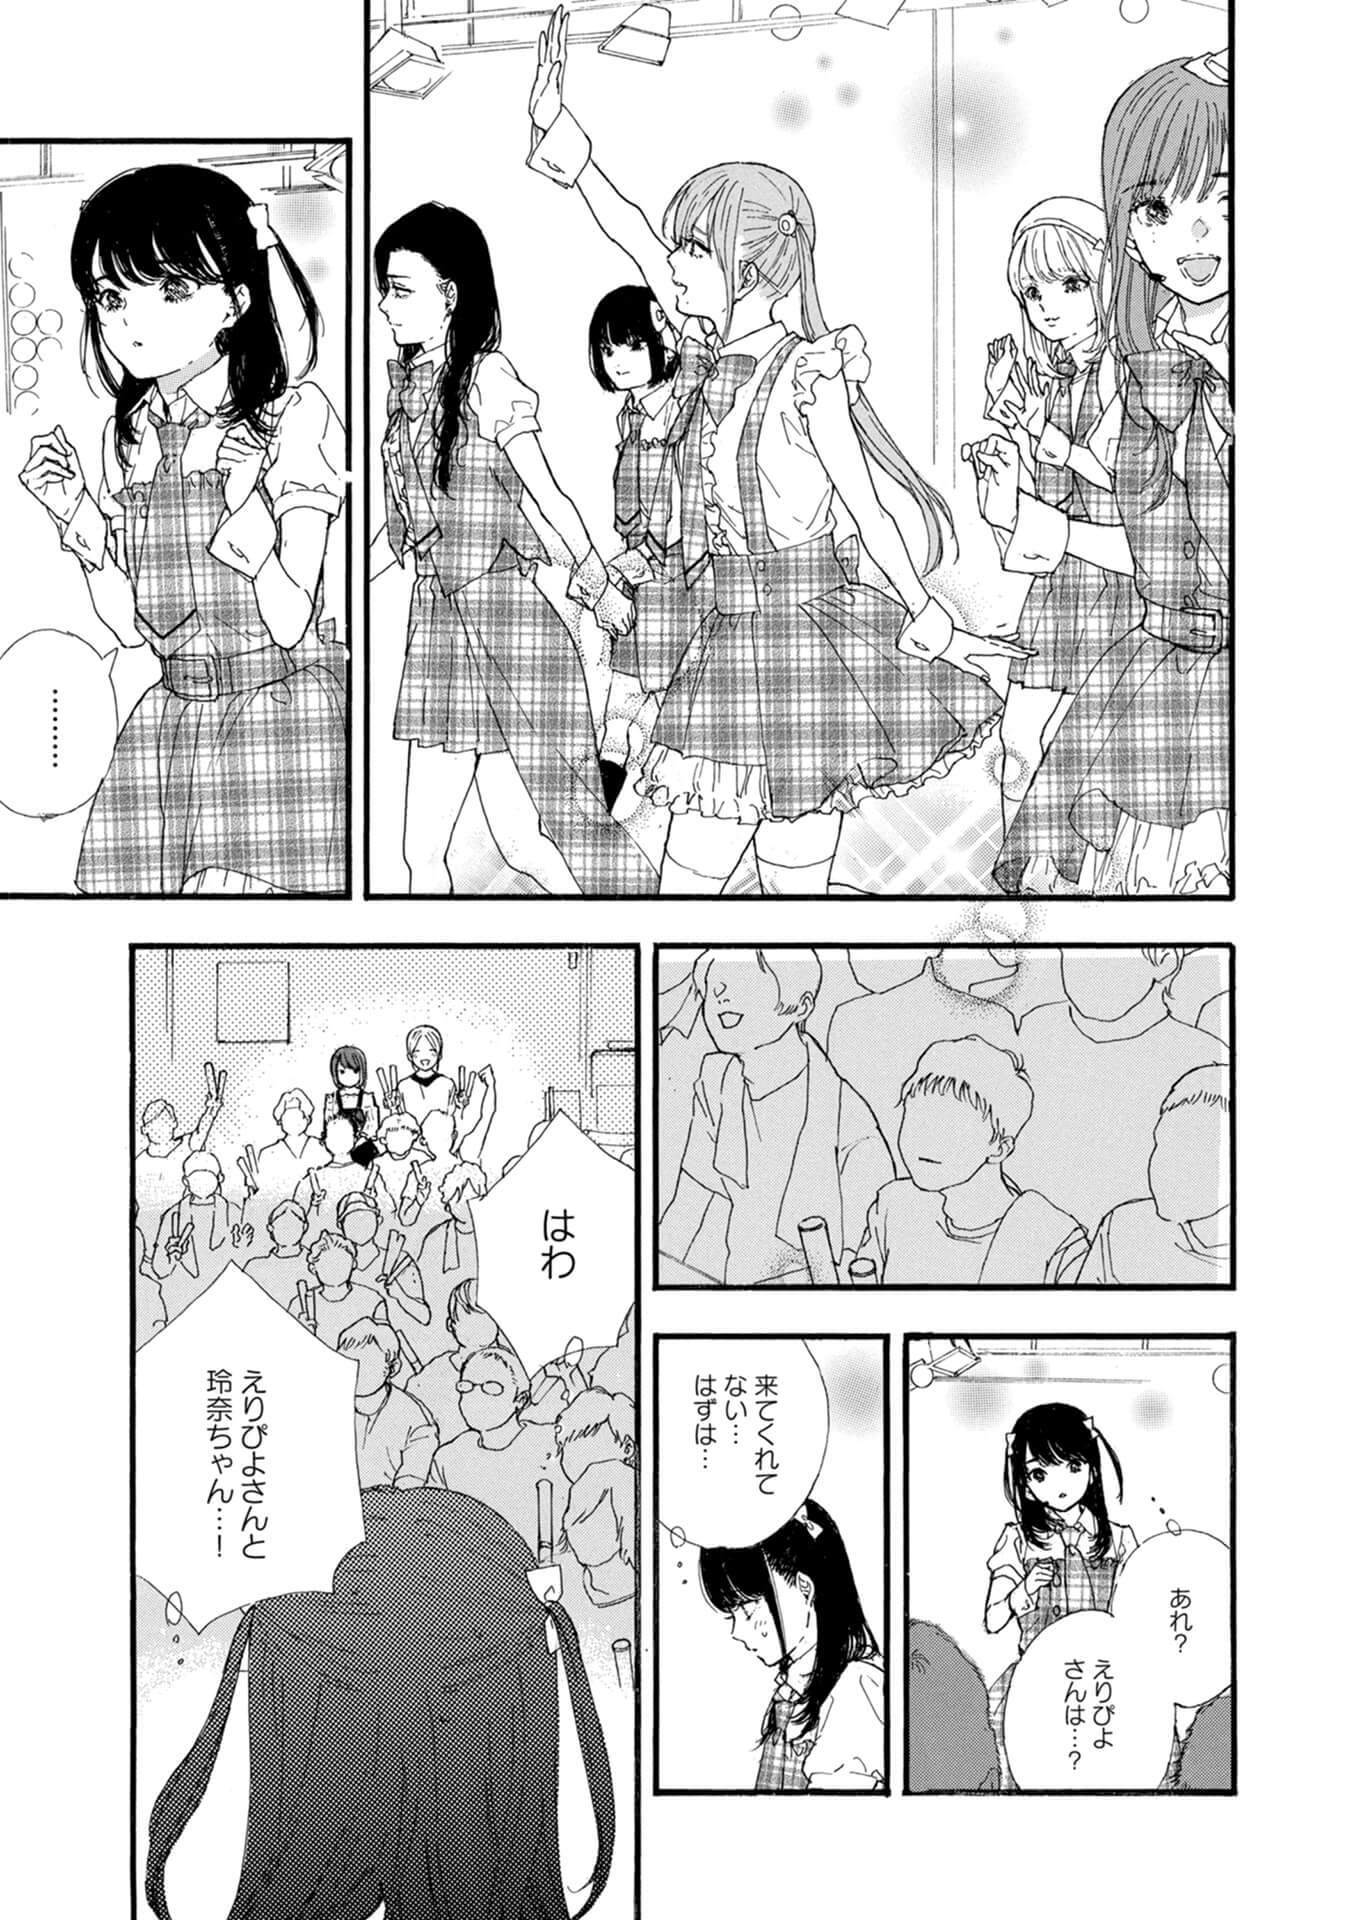 ………
あれ?
えりぴよ
さんは…?
来てくれて
ない…
はずは…
はわ
えりぴよさんと
玲奈ちゃん…!